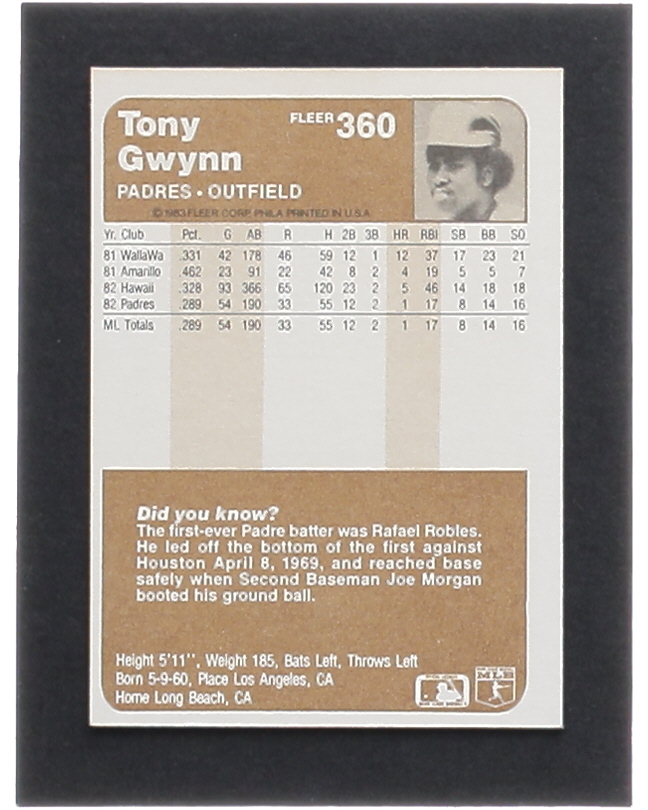 Tony
Gwynn
FLEER 360
PADRES • OUTFIELD
© 1983 FLEER CORP. PHILA PRINTED IN U.S.A
Yr. Club Pct. G AB R H 2B 3B HR RBI SB BB SO
81 WallaWa .331 42 178 46 59 12 1 12 37 17 23 21
81 Amarillo .462 23 91 22 42 8 2 4 19 5 5 7
82 Hawaii .328 93 366 65 120 23 2 5 46 14 18 18
82 Padres .289 54 190 33 55 12 2 1 17 8 14 16
ML Totals .289 54 190 33 55 12 2 1 17 8 14 16
Did you know?
The first-ever Padre batter was Rafael Robles.
He led off the bottom of the first against
Houston April 8, 1969, and reached base
safely when Second Baseman Joe Morgan
booted his ground ball.
Height 5'11'', Weight 185, Bats Left, Throws Left
Born 5-9-60, Place Los Angeles, CA
Home Long Beach, CA